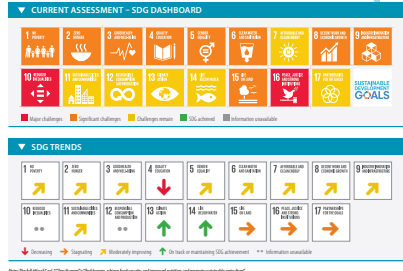 ▼ CURRENT ASSESSMENT – SDG DASHBOARD
1 NO POVERTY
2 ZERO HUNGER
3 GOOD HEALTH AND WELL-BEING
4 QUALITY EDUCATION
5 GENDER EQUALITY
6 CLEAN WATER AND SANITATION
7 AFFORDABLE AND CLEAN ENERGY
8 DECENT WORK AND ECONOMIC GROWTH
9 INDUSTRY, INNOVATION AND INFRASTRUCTURE
10 REDUCED INEQUALITIES
11 SUSTAINABLE CITIES AND COMMUNITIES
12 RESPONSIBLE CONSUMPTION AND PRODUCTION
13 CLIMATE ACTION
14 LIFE BELOW WATER
15 LIFE ON LAND
16 PEACE, JUSTICE AND STRONG INSTITUTIONS
17 PARTNERSHIPS FOR THE GOALS
SUSTAINABLE DEVELOPMENT GOALS
Major challenges Significant challenges Challenges remain SDG achieved Information unavailable
▼ SDG TRENDS
1 NO POVERTY
2 ZERO HUNGER
3 GOOD HEALTH AND WELL-BEING
4 QUALITY EDUCATION
5 GENDER EQUALITY
6 CLEAN WATER AND SANITATION
7 AFFORDABLE AND CLEAN ENERGY
8 DECENT WORK AND ECONOMIC GROWTH
9 INDUSTRY, INNOVATION AND INFRASTRUCTURE
10 REDUCED INEQUALITIES
11 SUSTAINABLE CITIES AND COMMUNITIES
12 RESPONSIBLE CONSUMPTION AND PRODUCTION
13 CLIMATE ACTION
14 LIFE BELOW WATER
15 LIFE ON LAND
16 PEACE, JUSTICE AND STRONG INSTITUTIONS
17 PARTNERSHIPS FOR THE GOALS
Decreasing Stagnating Moderately improving On track or maintaining SDG achievement Information unavailable